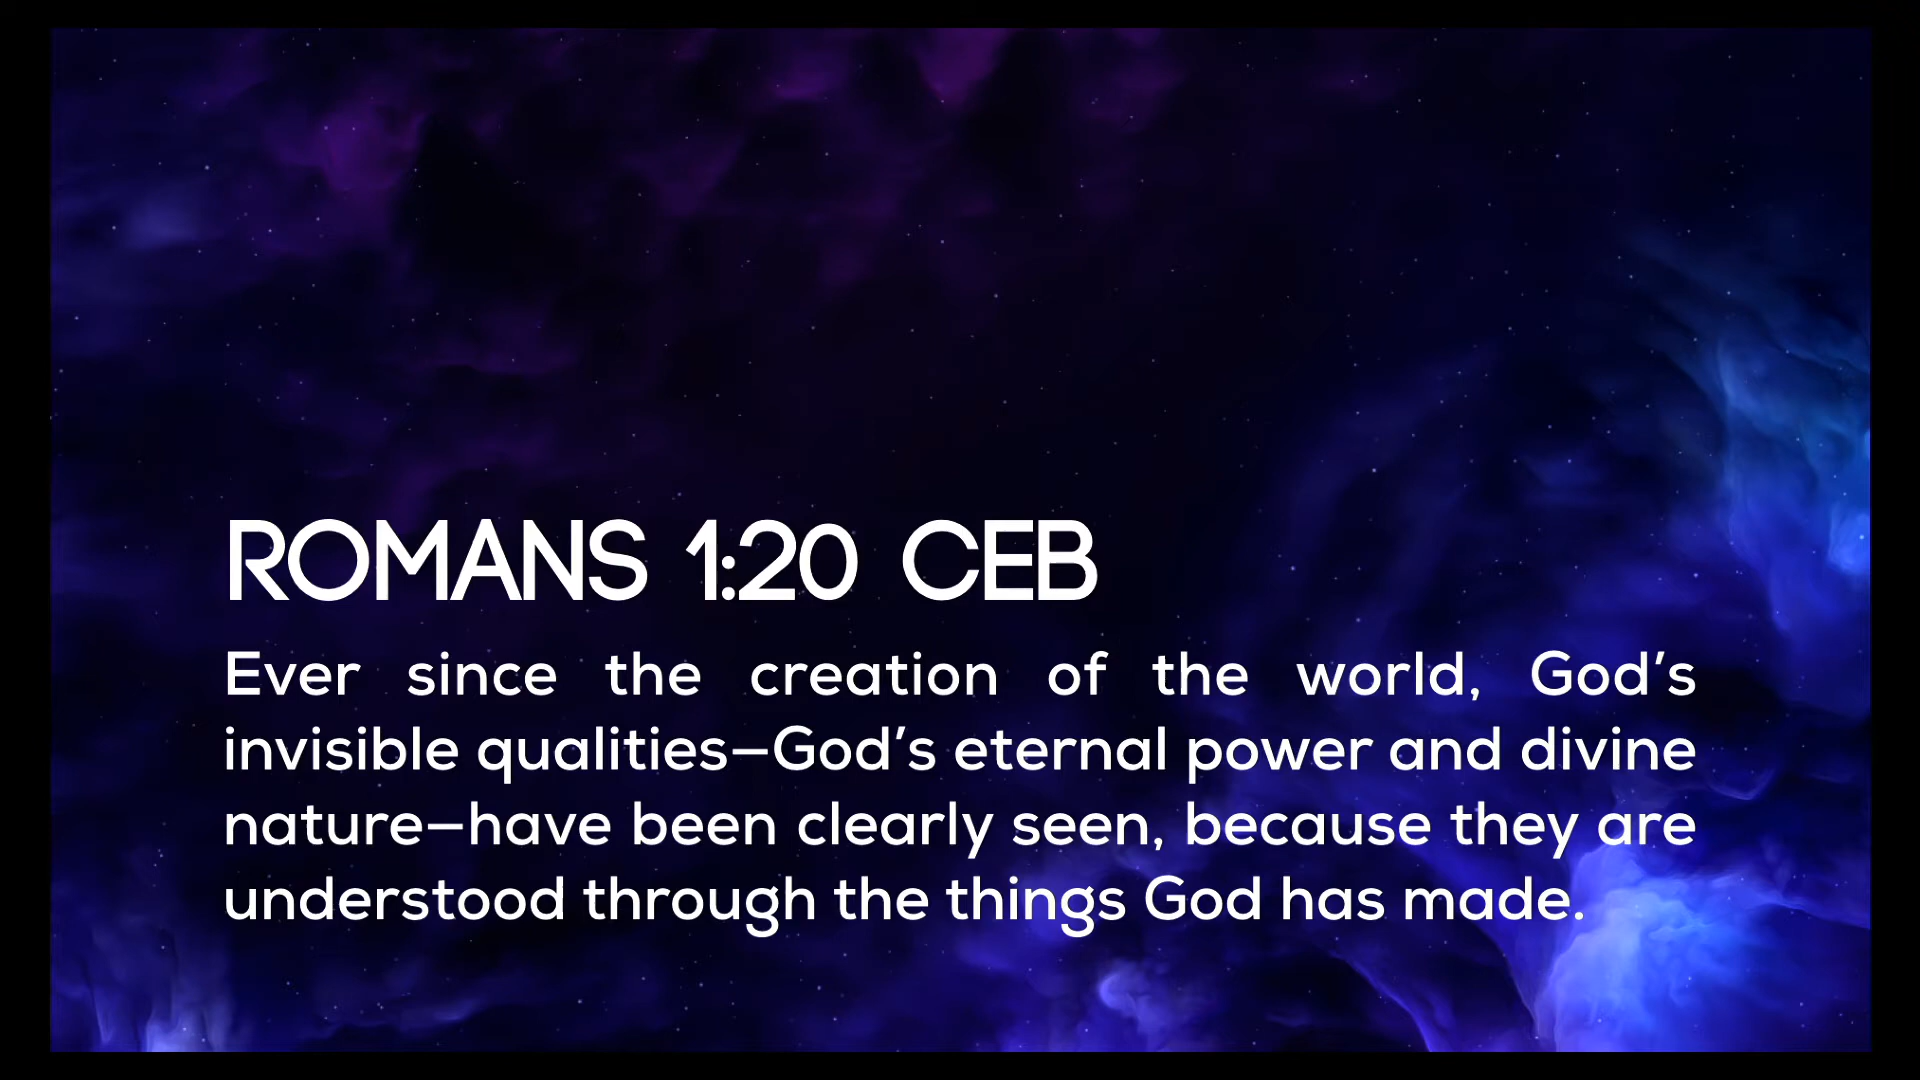 ROMANS 1:20 CEB
Ever since the creation of the world, God’s
invisible qualities—God’s eternal power and divine
nature—have been clearly seen, because they are
understood through the things God has made.